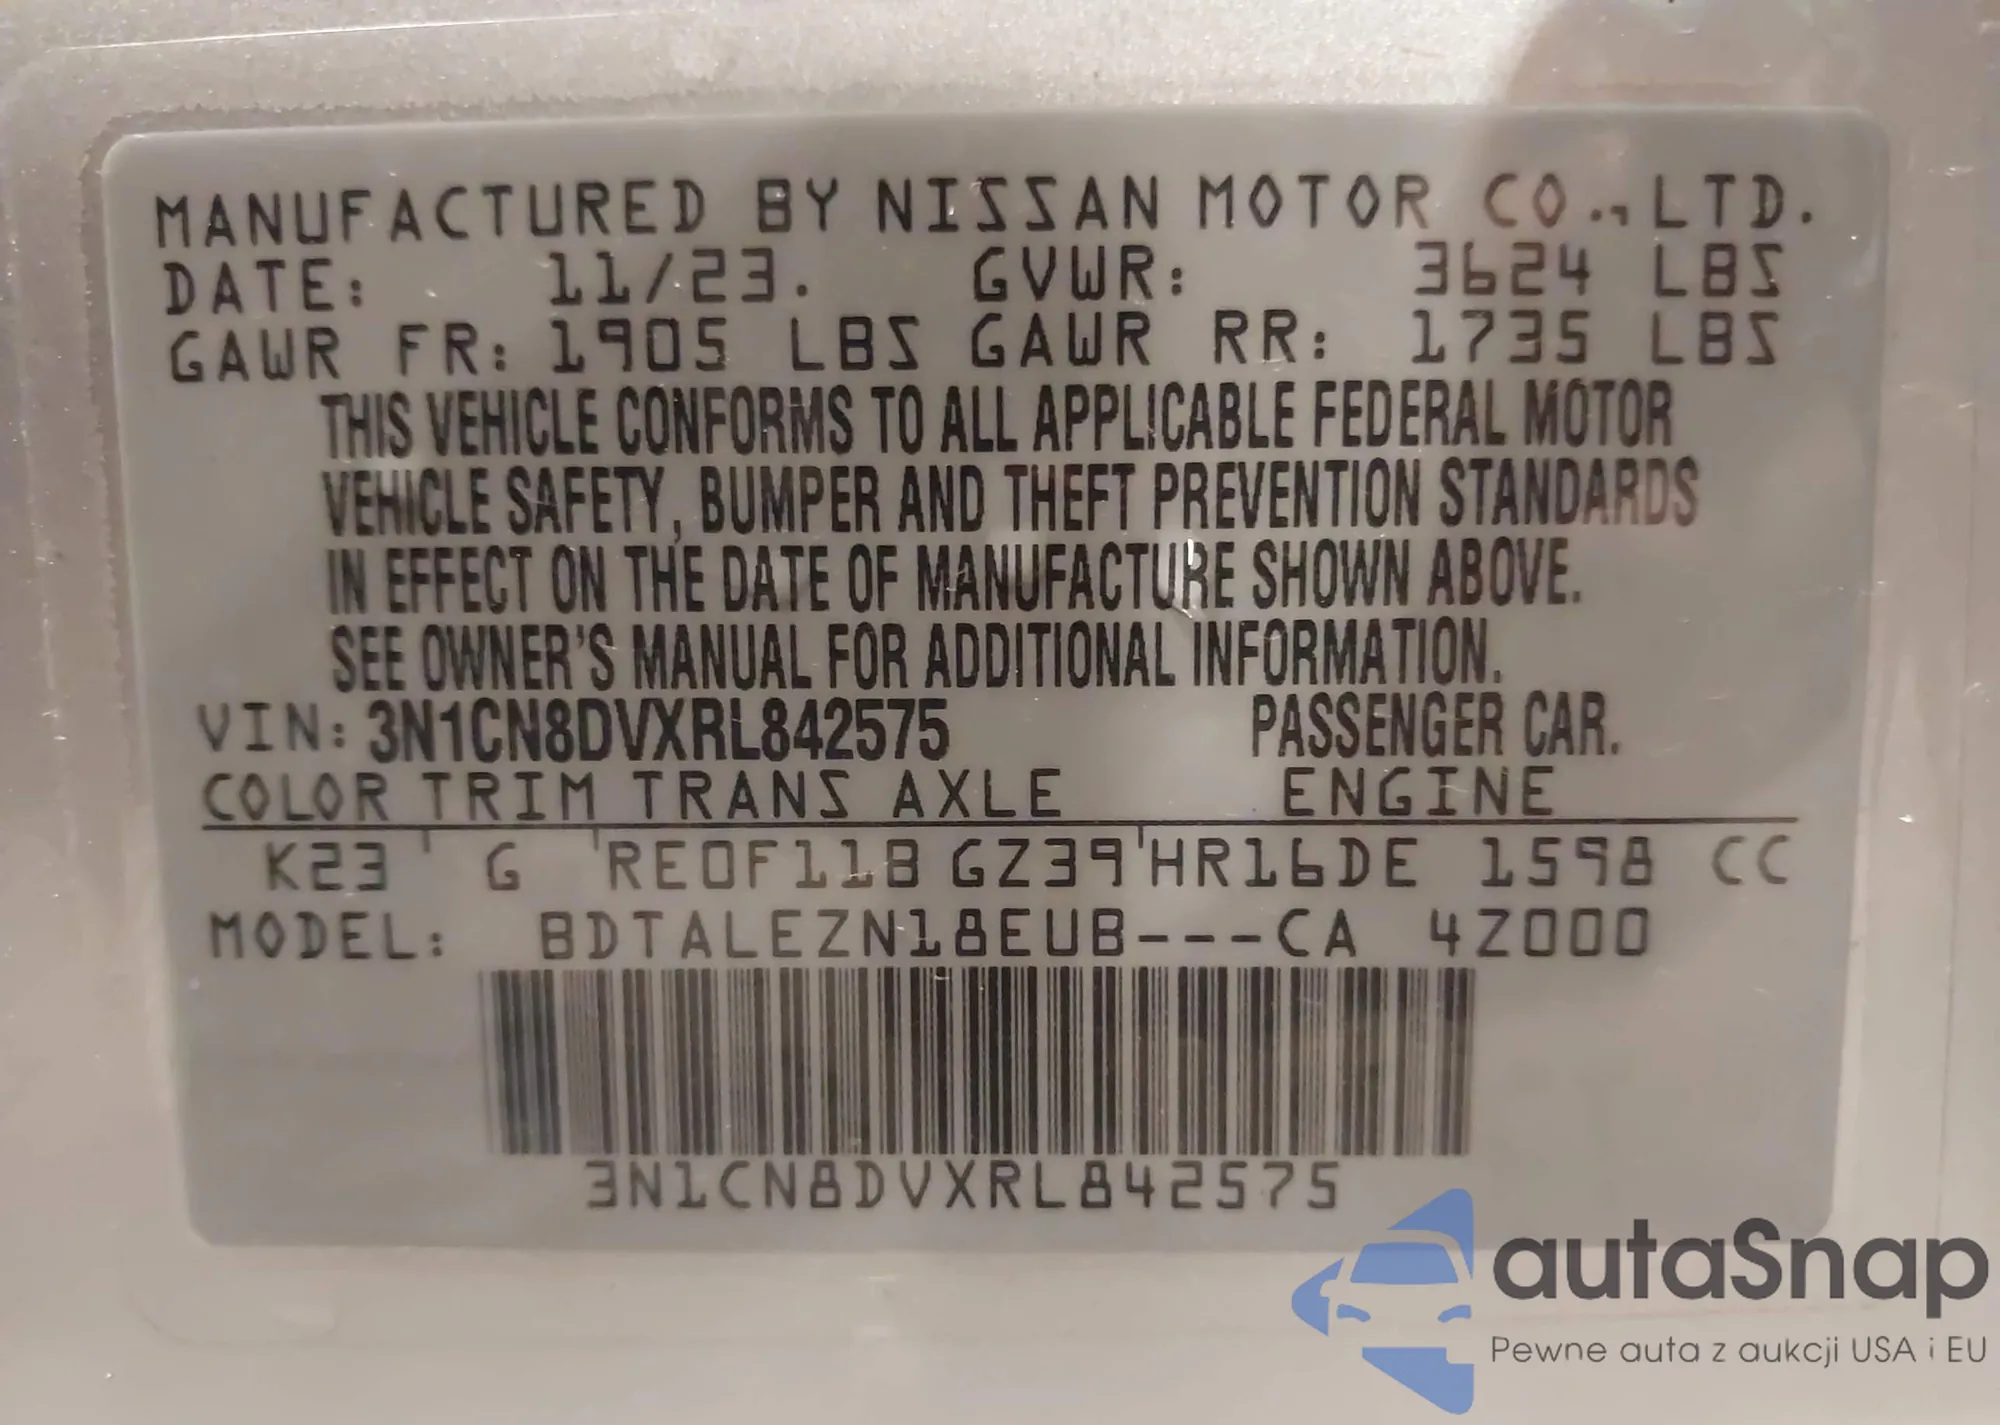 MANUFACTURED BY NISSAN MOTOR CO.,LTD.
DATE: 11/23. GVWR: 3624 LBS
GAWR FR: 1905 LBS GAWR RR: 1735 LBS
THIS VEHICLE CONFORMS TO ALL APPLICABLE FEDERAL MOTOR
VEHICLE SAFETY, BUMPER AND THEFT PREVENTION STANDARDS
IN EFFECT ON THE DATE OF MANUFACTURE SHOWN ABOVE.
SEE OWNER'S MANUAL FOR ADDITIONAL INFORMATION.
VIN: 3N1CN8DVXRL842575 PASSENGER CAR.
COLOR TRIM TRANS AXLE ENGINE
K23 G RE0F11B GZ39 HR16DE 1598 CC
MODEL: BDTALEZN18EUB---CA 4Z000
3N1CN8DVXRL842575
autaSnap
Pewne auta z aukcji USA i EU